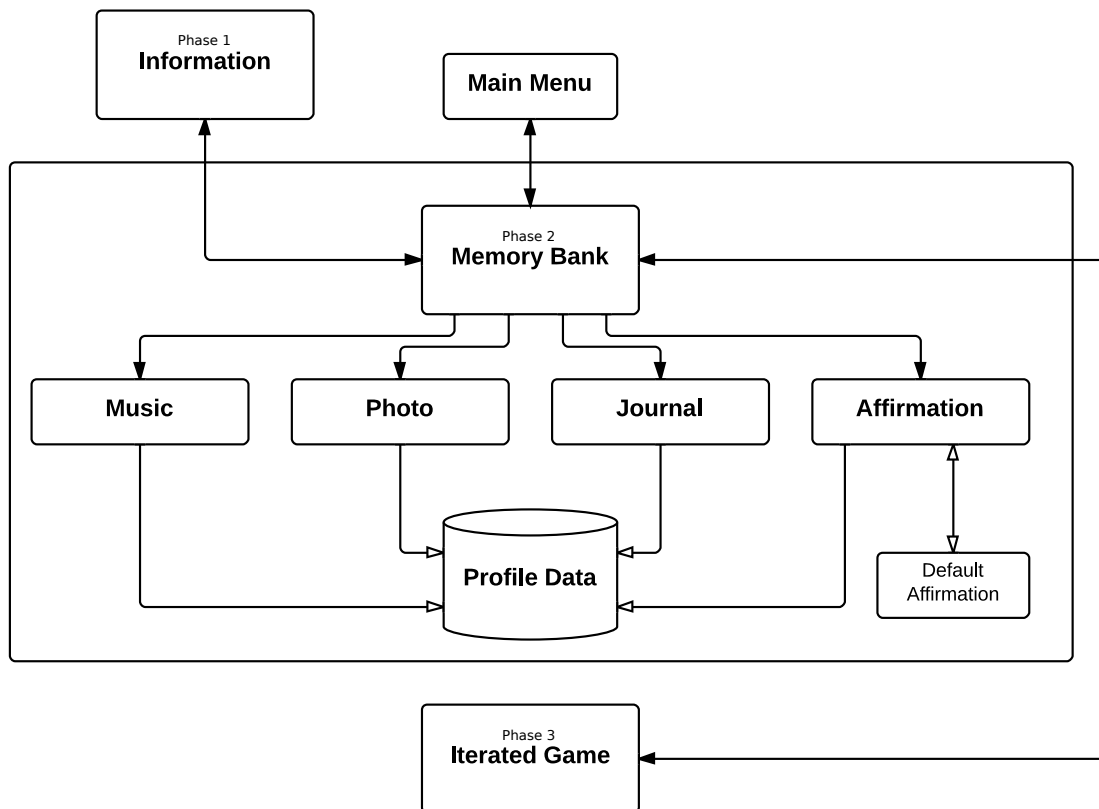 Phase 1
Information
Main Menu
Phase 2
Memory Bank
Music
Photo
Journal
Affirmation
Profile Data
Default
Affirmation
Phase 3
Iterated Game